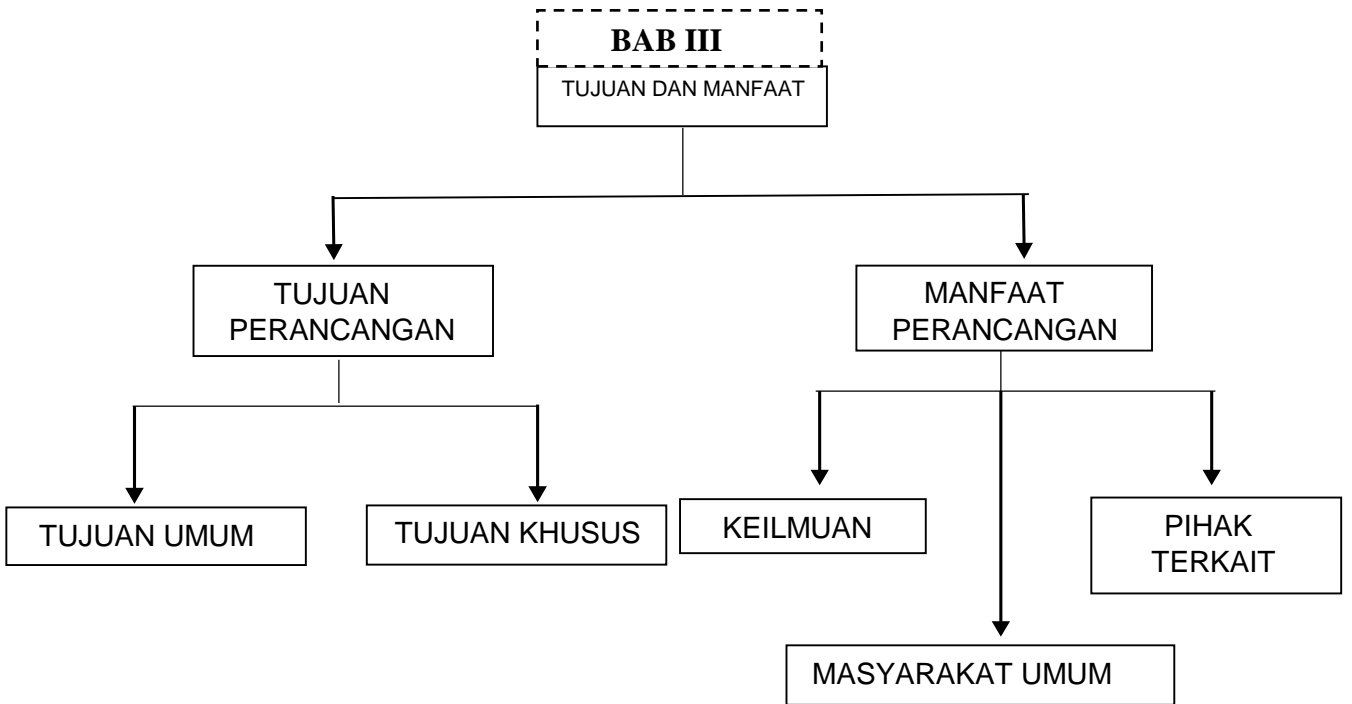 BAB III
TUJUAN DAN MANFAAT
TUJUAN
PERANCANGAN
MANFAAT
PERANCANGAN
TUJUAN UMUM
TUJUAN KHUSUS
KEILMUAN
PIHAK
TERKAIT
MASYARAKAT UMUM